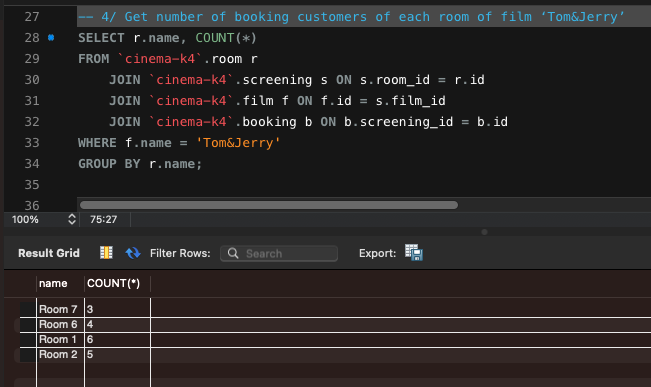 27 -- 4/ Get number of booking customers of each room of film ‘Tom&Jerry’
28 SELECT r.name, COUNT(*)
29 FROM `cinema-k4`.room r
30 JOIN `cinema-k4`.screening s ON s.room_id = r.id
31 JOIN `cinema-k4`.film f ON f.id = s.film_id
32 JOIN `cinema-k4`.booking b ON b.screening_id = b.id
33 WHERE f.name = 'Tom&Jerry'
34 GROUP BY r.name;
35
36
100% 75:27
Result Grid Filter Rows: Search Export:
name COUNT(*)
Room 7 3
Room 6 4
Room 1 6
Room 2 5